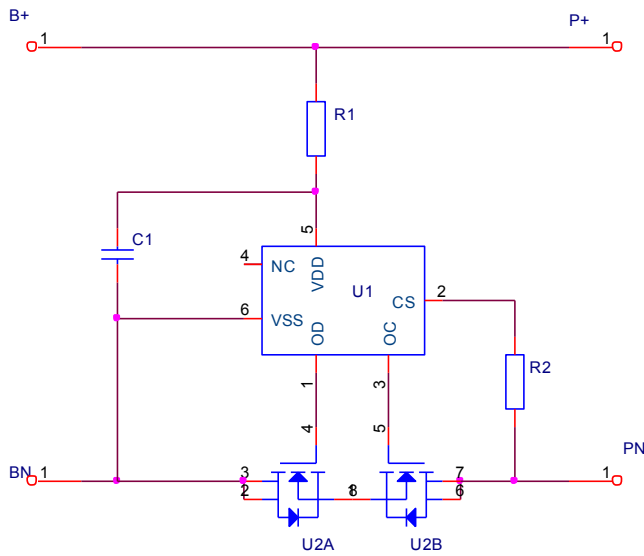 B+ 1 P+ 1
R1
C1
5
4 NC VDD
U1
CS 2
6 VSS
OD OC
R2
1 3
4 5
BN 1 3 7 PN 1
2 1 8 6
U2A U2B